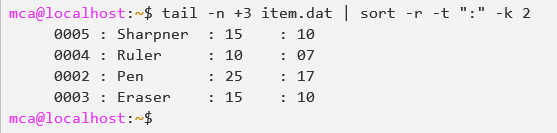 mca@localhost:~$ tail -n +3 item.dat | sort -r -t ":" -k 2
0005 : Sharpner  : 15    : 10
0004 : Ruler     : 10    : 07
0002 : Pen       : 25    : 17
0003 : Eraser    : 15    : 10
mca@localhost:~$